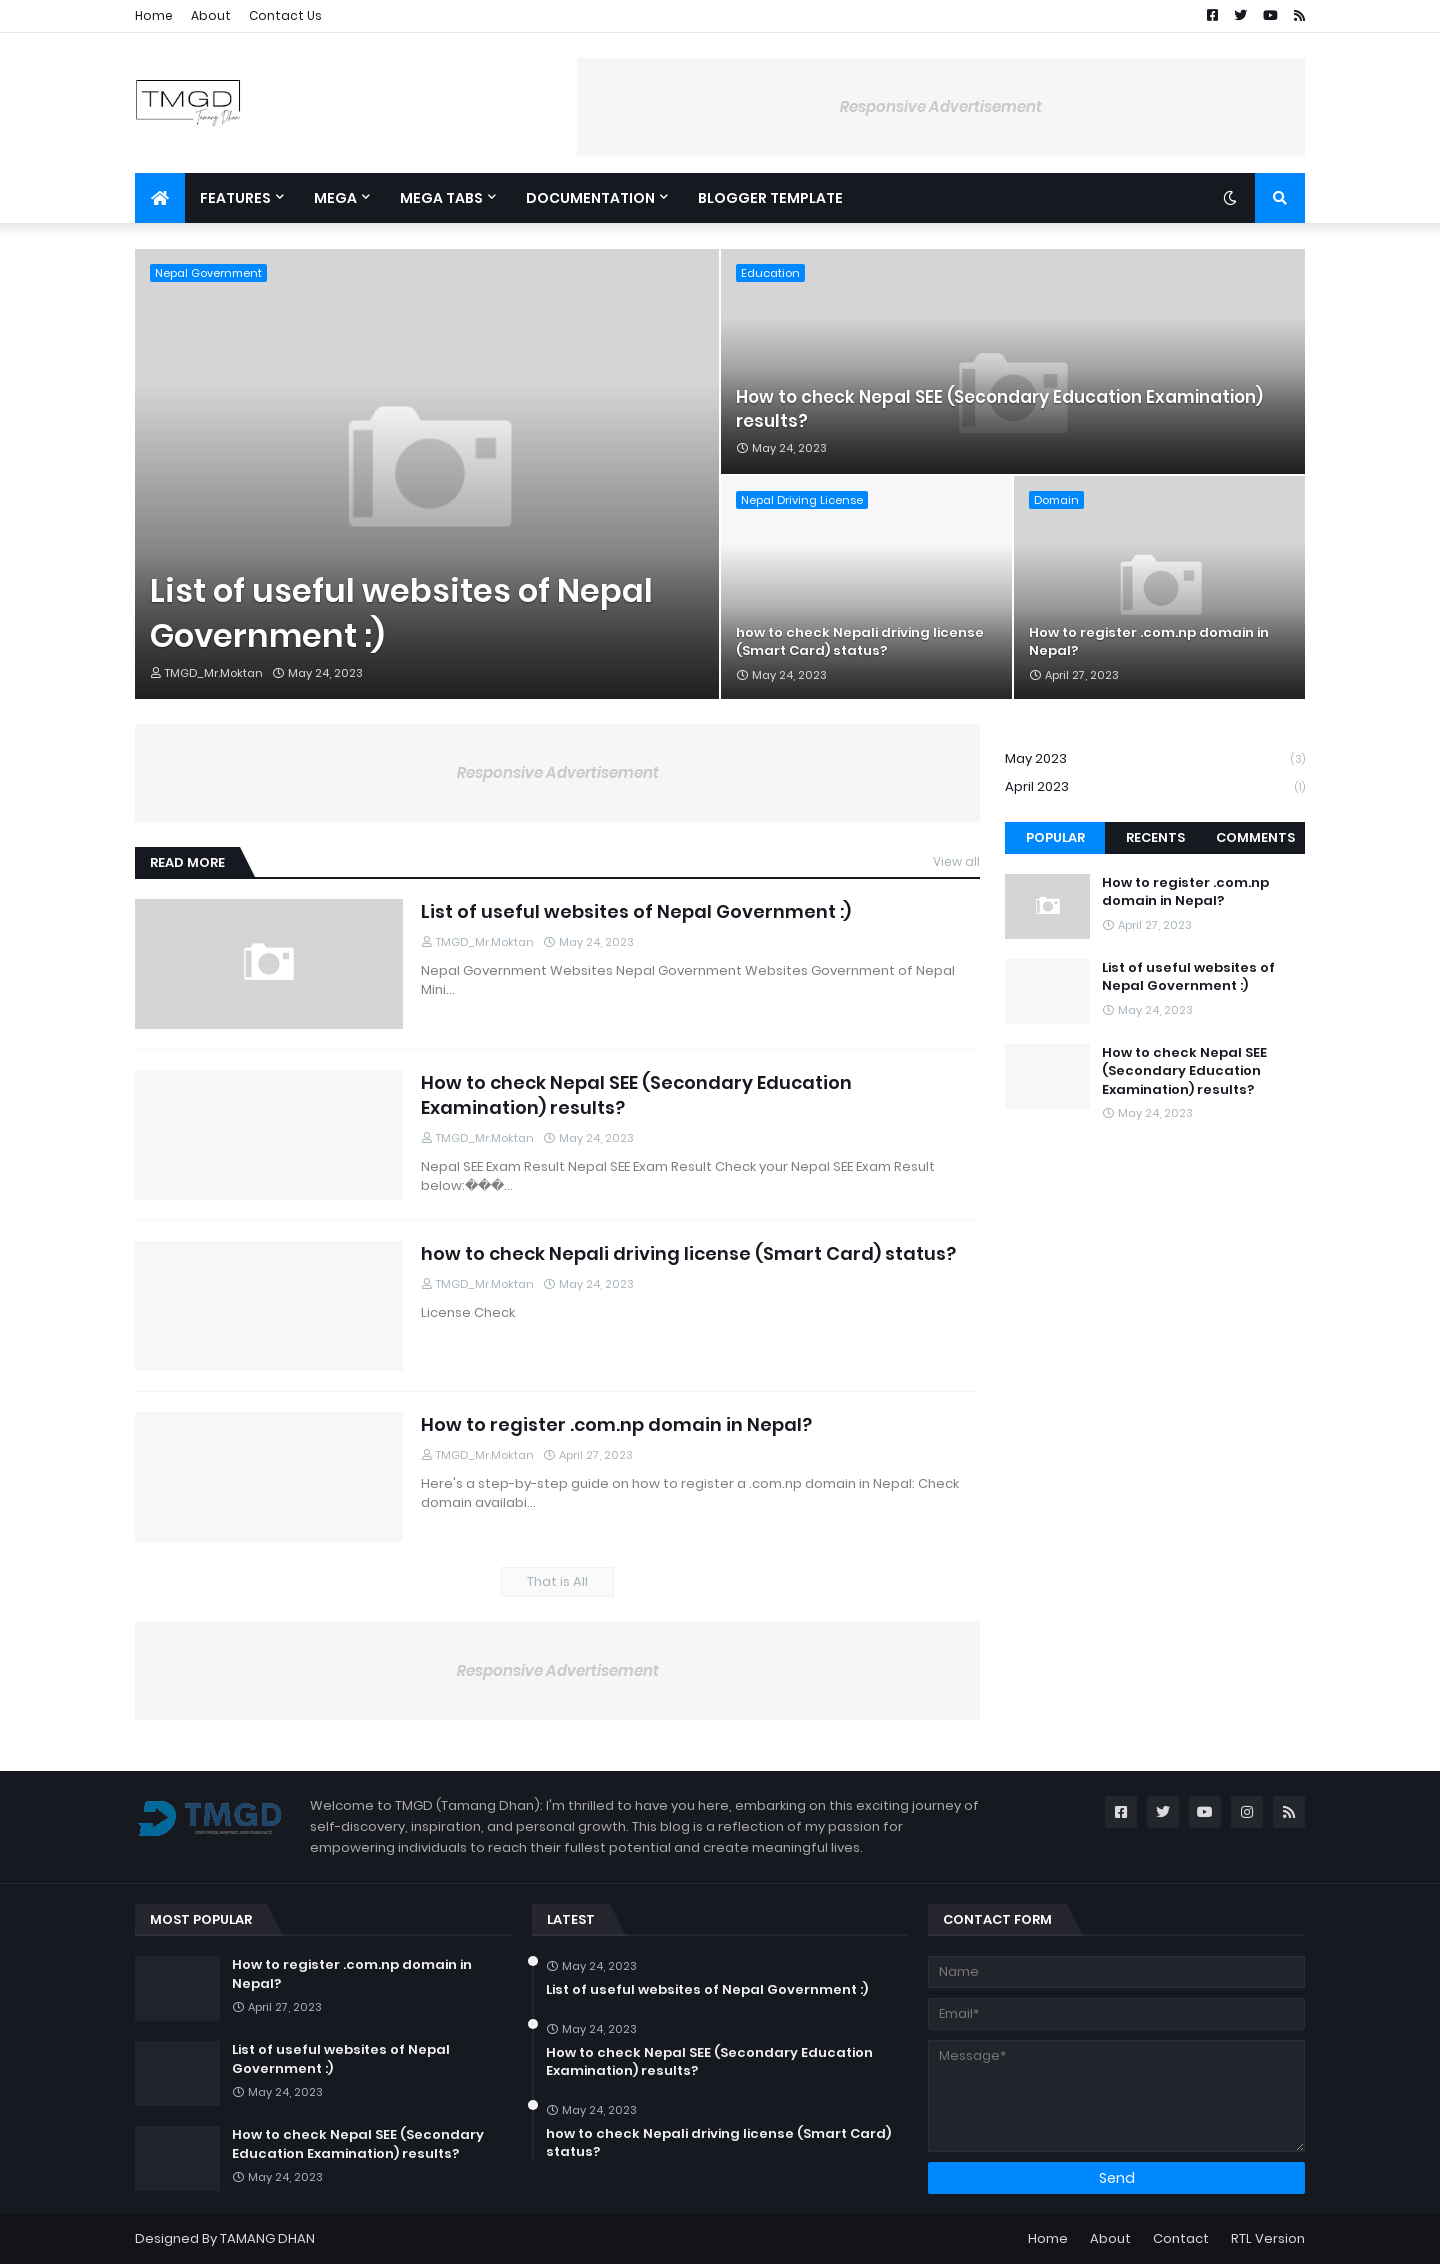 Home About Contact Us
TMGD
Tamang Dhan
Responsive Advertisement
FEATURES MEGA MEGA TABS DOCUMENTATION BLOGGER TEMPLATE
Nepal Government
List of useful websites of Nepal
Government :)
TMGD_Mr.Moktan May 24, 2023
Education
How to check Nepal SEE (Secondary Education Examination)
results?
May 24, 2023
Nepal Driving License
how to check Nepali driving license
(Smart Card) status?
May 24, 2023
Domain
How to register .com.np domain in
Nepal?
April 27, 2023
Responsive Advertisement
READ MORE View all
List of useful websites of Nepal Government :)
TMGD_Mr.Moktan May 24, 2023
Nepal Government Websites Nepal Government Websites Government of Nepal
Mini...
How to check Nepal SEE (Secondary Education
Examination) results?
TMGD_Mr.Moktan May 24, 2023
Nepal SEE Exam Result Nepal SEE Exam Result Check your Nepal SEE Exam Result
below:���...
how to check Nepali driving license (Smart Card) status?
TMGD_Mr.Moktan May 24, 2023
License Check
How to register .com.np domain in Nepal?
TMGD_Mr.Moktan April 27, 2023
Here's a step-by-step guide on how to register a .com.np domain in Nepal: Check
domain availabi...
That is All
Responsive Advertisement
May 2023 (3)
April 2023 (1)
POPULAR RECENTS COMMENTS
How to register .com.np
domain in Nepal?
April 27, 2023
List of useful websites of
Nepal Government :)
May 24, 2023
How to check Nepal SEE
(Secondary Education
Examination) results?
May 24, 2023
TMGD
Welcome to TMGD (Tamang Dhan): I'm thrilled to have you here, embarking on this exciting journey of
self-discovery, inspiration, and personal growth. This blog is a reflection of my passion for
empowering individuals to reach their fullest potential and create meaningful lives.
MOST POPULAR
How to register .com.np domain in
Nepal?
April 27, 2023
List of useful websites of Nepal
Government :)
May 24, 2023
How to check Nepal SEE (Secondary
Education Examination) results?
May 24, 2023
LATEST
May 24, 2023
List of useful websites of Nepal Government :)
May 24, 2023
How to check Nepal SEE (Secondary Education
Examination) results?
May 24, 2023
how to check Nepali driving license (Smart Card)
status?
CONTACT FORM
Name
Email*
Message*
Send
Designed By TAMANG DHAN
Home About Contact RTL Version